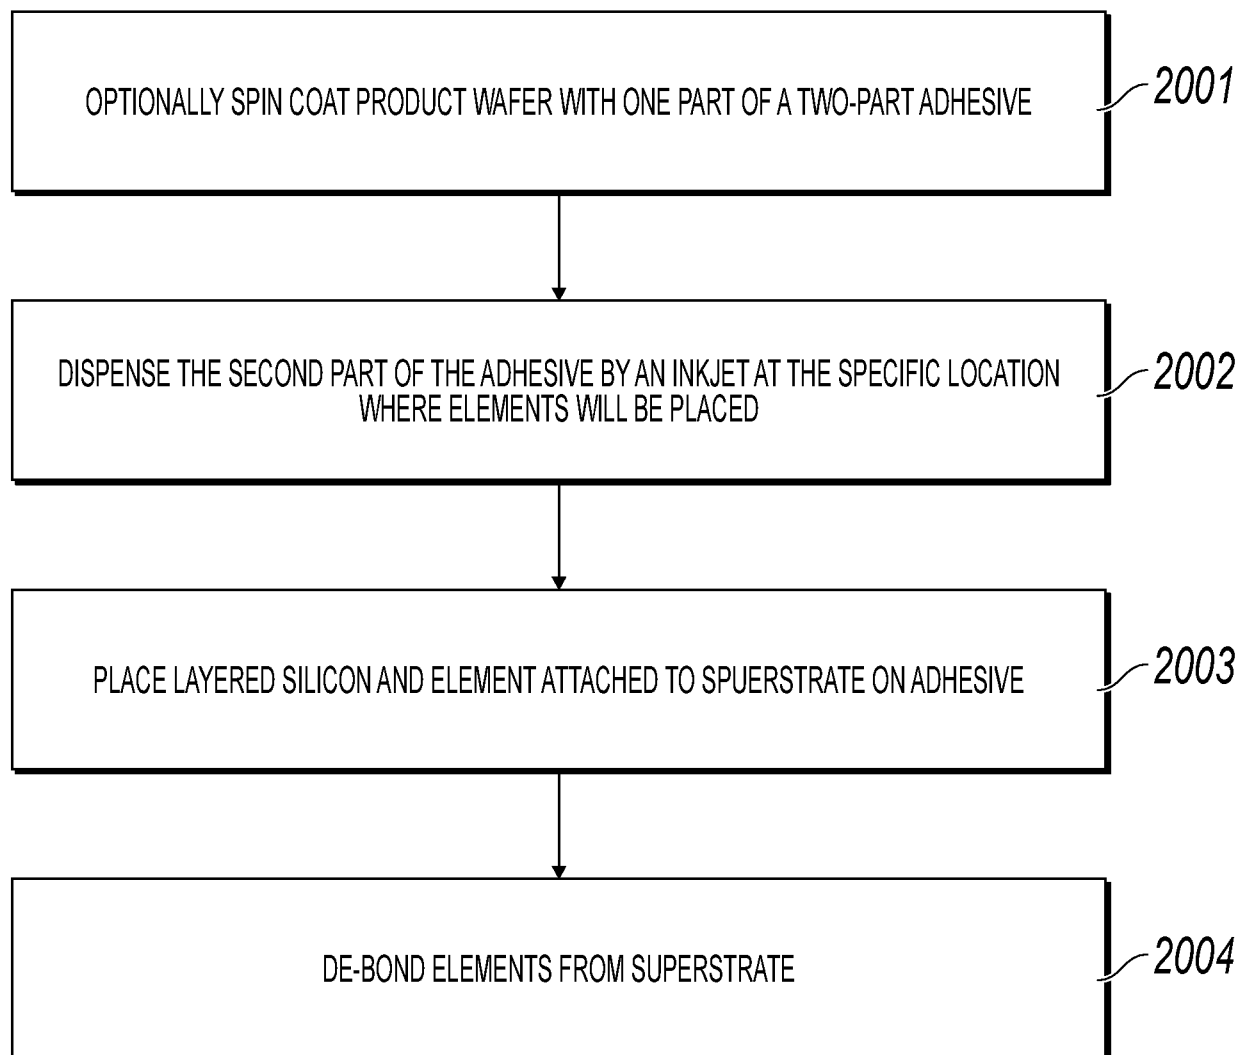 OPTIONALLY SPIN COAT PRODUCT WAFER WITH ONE PART OF A TWO-PART ADHESIVE
2001
DISPENSE THE SECOND PART OF THE ADHESIVE BY AN INKJET AT THE SPECIFIC LOCATION
WHERE ELEMENTS WILL BE PLACED
2002
PLACE LAYERED SILICON AND ELEMENT ATTACHED TO SPUERSTRATE ON ADHESIVE
2003
DE-BOND ELEMENTS FROM SUPERSTRATE
2004